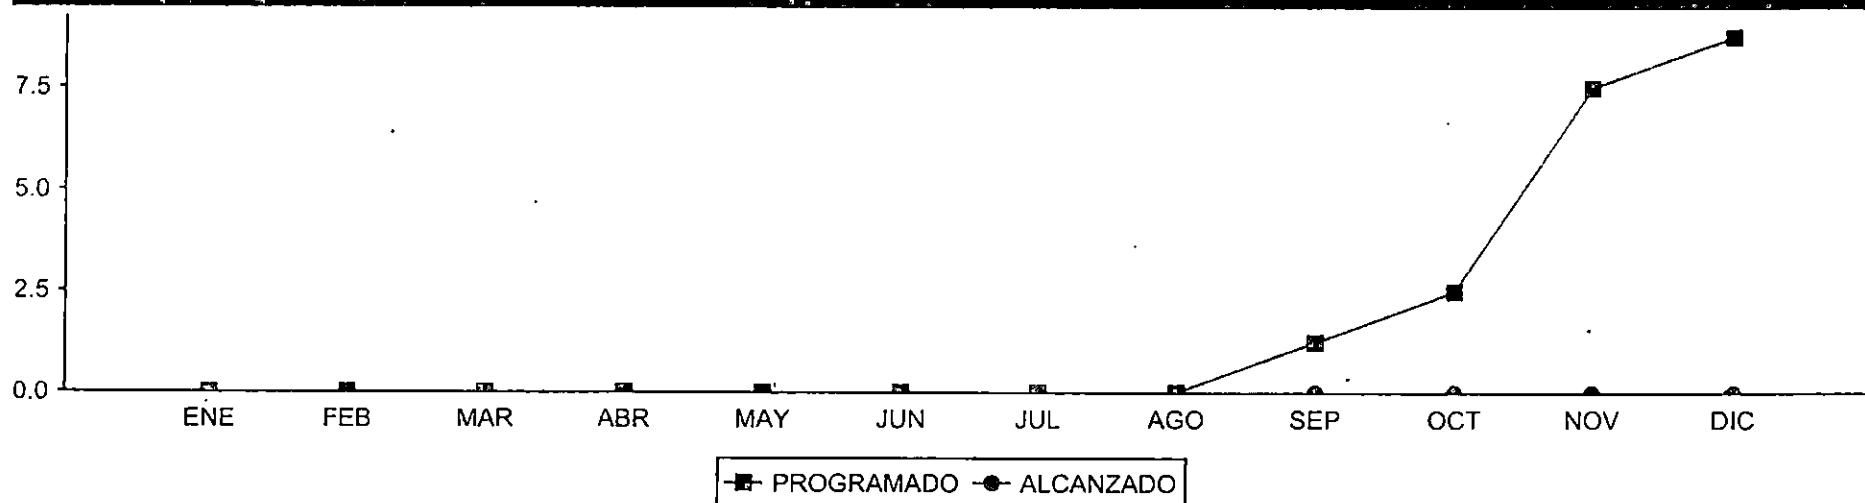 7.5
5.0
2.5
0.0
ENE FEB MAR ABR MAY JUN JUL AGO SEP OCT NOV DIC
PROGRAMADO ALCANZADO